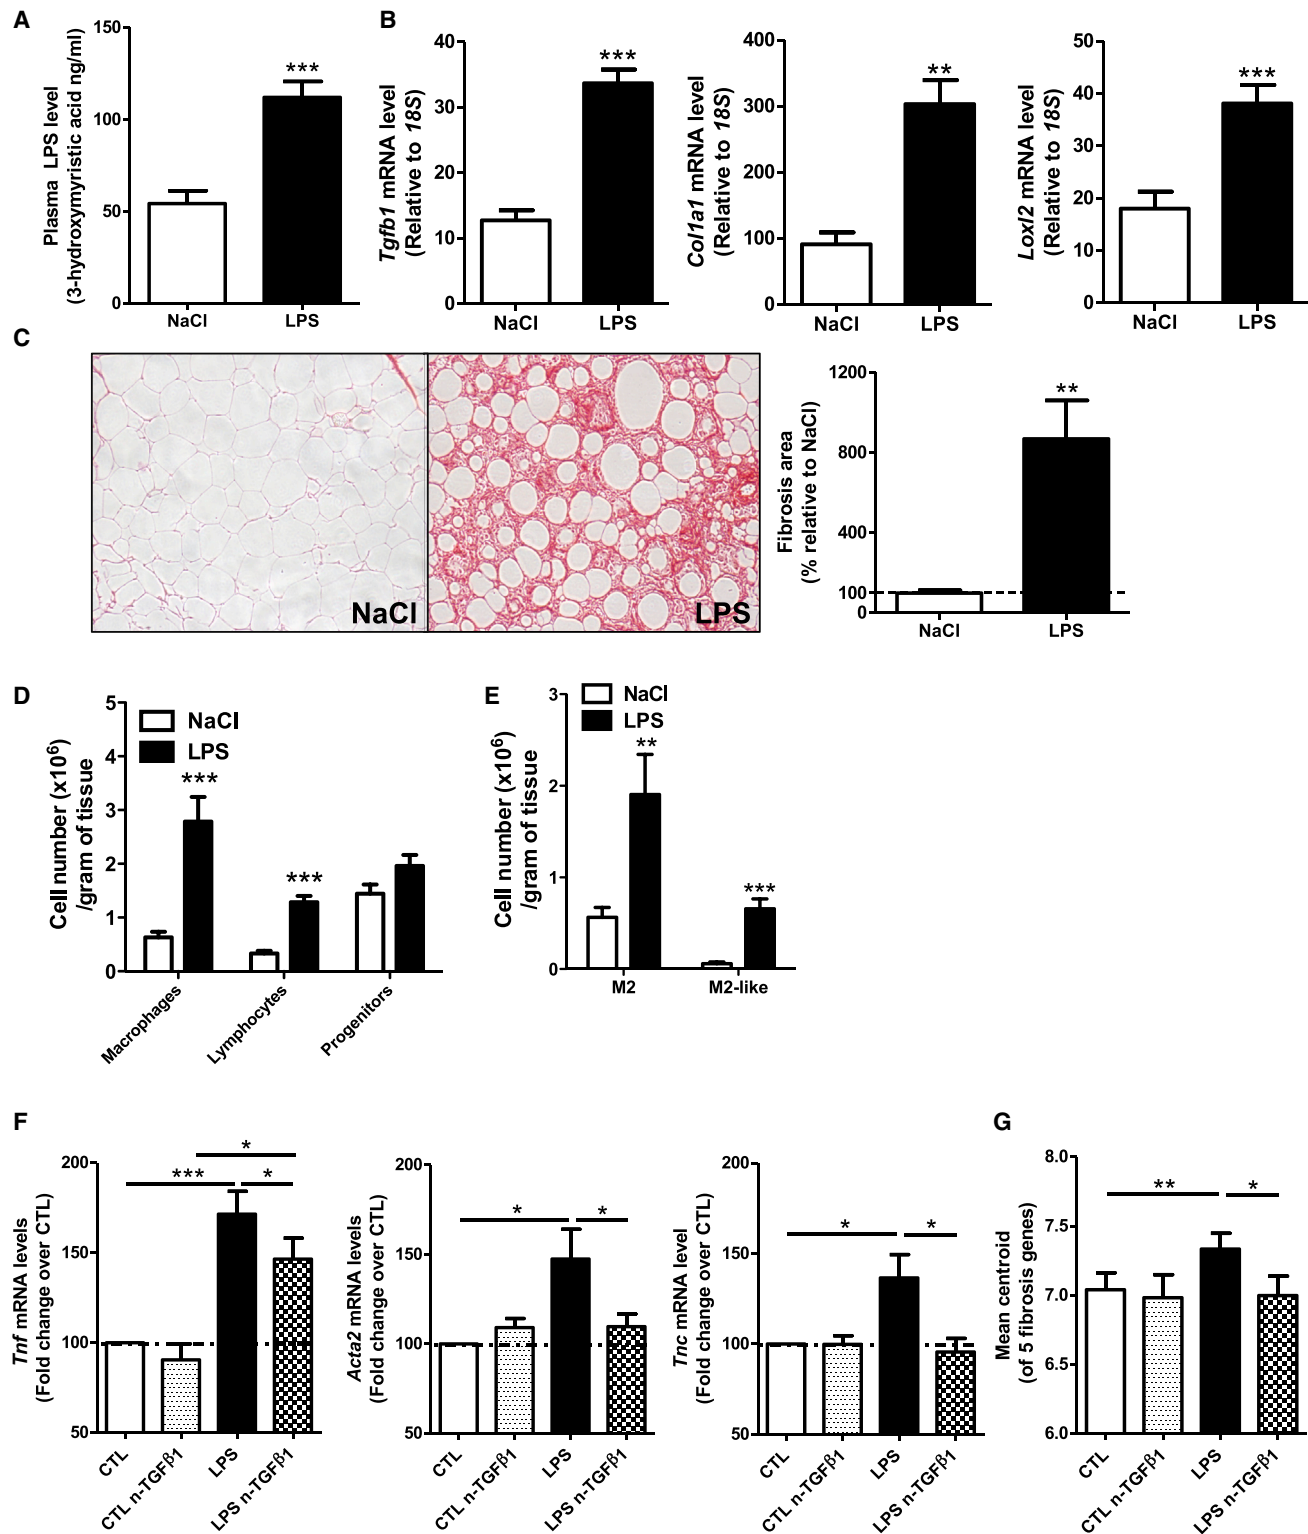 A
Plasma LPS level
(3-hydroxymyristic acid ng/ml)
150
100
50
0
***
NaCl
LPS
B
Tgfb1 mRNA level
(Relative to 18S)
40
30
20
10
0
***
NaCl
LPS
Col1a1 mRNA level
(Relative to 18S)
400
300
200
100
0
**
NaCl
LPS
Loxl2 mRNA level
(Relative to 18S)
50
40
30
20
10
0
***
NaCl
LPS
C
NaCl
LPS
Fibrosis area
(% relative to NaCl)
1200
800
400
100
0
**
NaCl
LPS
D
Cell number (x10⁶)
/gram of tissue
5
4
3
2
1
0
NaCl
LPS
***
***
Macrophages
Lymphocytes
Progenitors
E
Cell number (x10⁶)
/gram of tissue
3
2
1
0
NaCl
LPS
**
***
M2
M2-like
F
Tnf mRNA levels
(Fold change over CTL)
200
150
100
50
*
***
*
CTL
CTL n-TGFβ1
LPS
LPS n-TGFβ1
Acta2 mRNA levels
(Fold change over CTL)
200
150
100
50
*
*
CTL
CTL n-TGFβ1
LPS
LPS n-TGFβ1
Tnc mRNA level
(Fold change over CTL)
200
150
100
50
*
*
CTL
CTL n-TGFβ1
LPS
LPS n-TGFβ1
G
Mean centroid
(of 5 fibrosis genes)
8.0
7.5
7.0
6.5
6.0
**
*
CTL
CTL n-TGFβ1
LPS
LPS n-TGFβ1